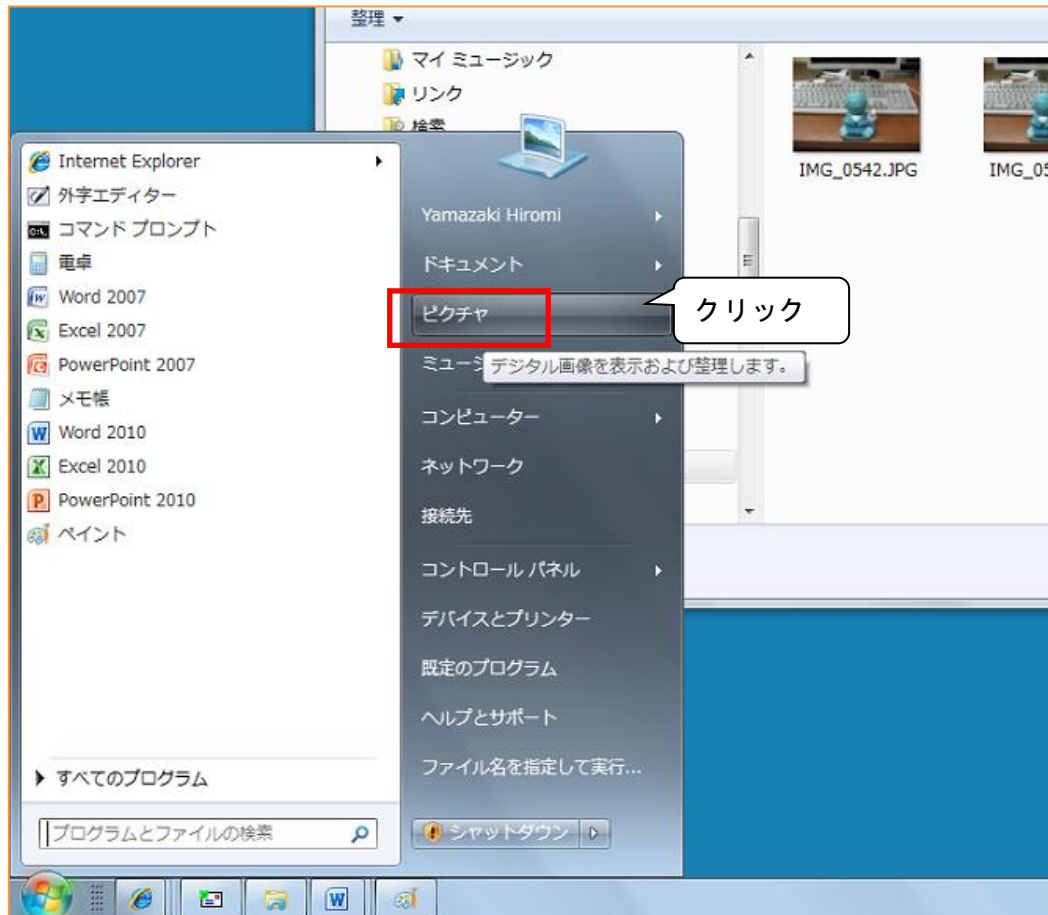 整理
マイ ミュージック
リンク
検索
IMG_0542.JPG
Internet Explorer
外字エディター
コマンド プロンプト
電卓
Word 2007
Excel 2007
PowerPoint 2007
メモ帳
Word 2010
Excel 2010
PowerPoint 2010
ペイント
すべてのプログラム
プログラムとファイルの検索
Yamazaki Hiromi
ドキュメント
ピクチャ
クリック
デジタル画像を表示および整理します。
コンピューター
ネットワーク
接続先
コントロール パネル
デバイスとプリンター
既定のプログラム
ヘルプとサポート
ファイル名を指定して実行...
シャットダウン